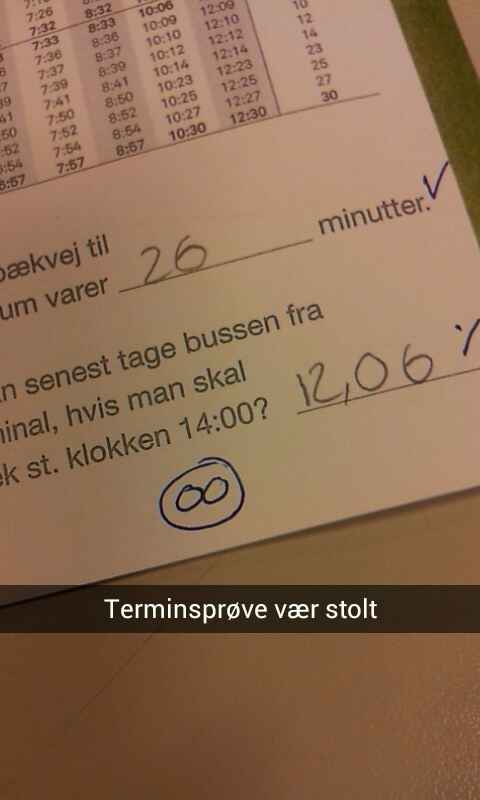 7:26 8:32 10:06 12:09 10
7:32 8:33 10:09 12:10 12
7:33 8:36 10:10 12:12 14
7:36 8:37 10:12 12:14 23
7:37 8:39 10:14 12:23 25
7:39 8:41 10:23 12:25 27
7:41 8:50 10:25 12:27 30
7:50 8:52 10:27 12:30
7:52 8:54 10:30
7:54 8:57
7:57
bækvej til
um varer 26 minutter.
n senest tage bussen fra
inal, hvis man skal
k st. klokken 14:00? 12,06
00
Terminsprøve vær stolt